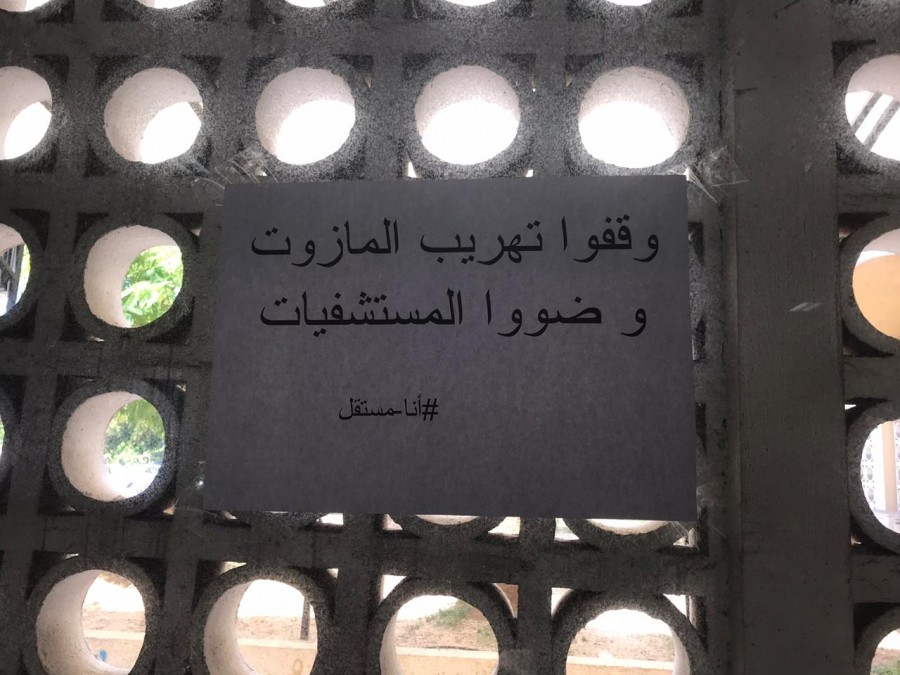 وقفوا تهريب المازوت
و ضووا المستشفيات
#أنا-مستقل